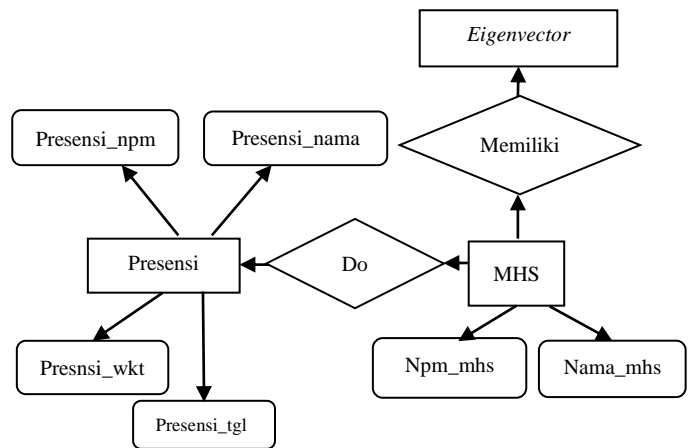 Eigenvector
Presensi_npm
Presensi_nama
Memiliki
Presensi
Do
MHS
Presnsi_wkt
Npm_mhs
Nama_mhs
Presensi_tgl